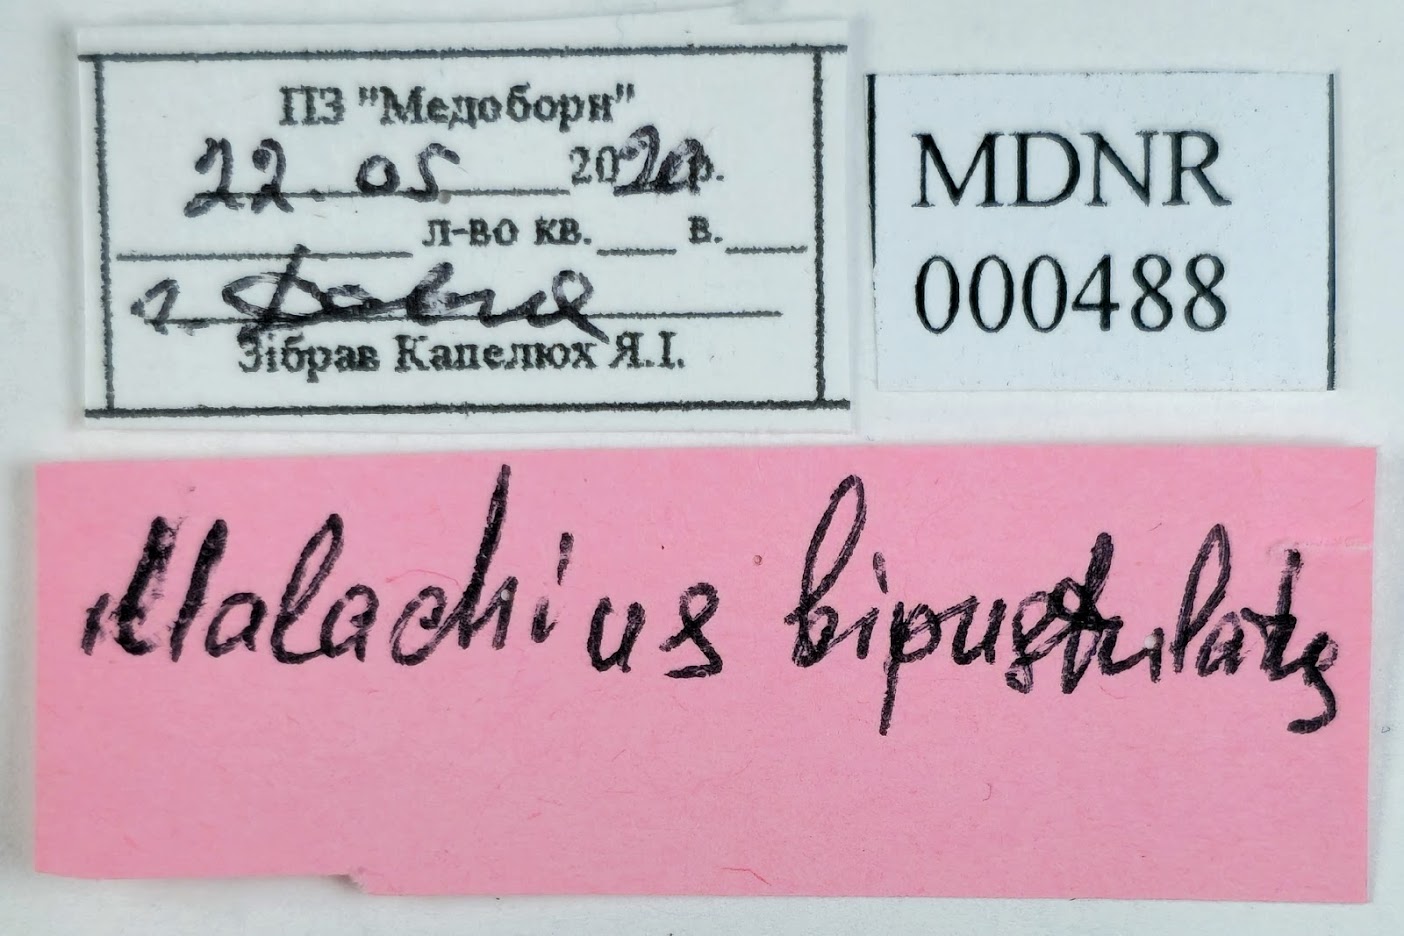 ПЗ "Медобори"
22. 05 2020р.
л-во кв. в.
г.
Зібрав Капелюх Я.І.
MDNR
000488
Malachius bipustulatus